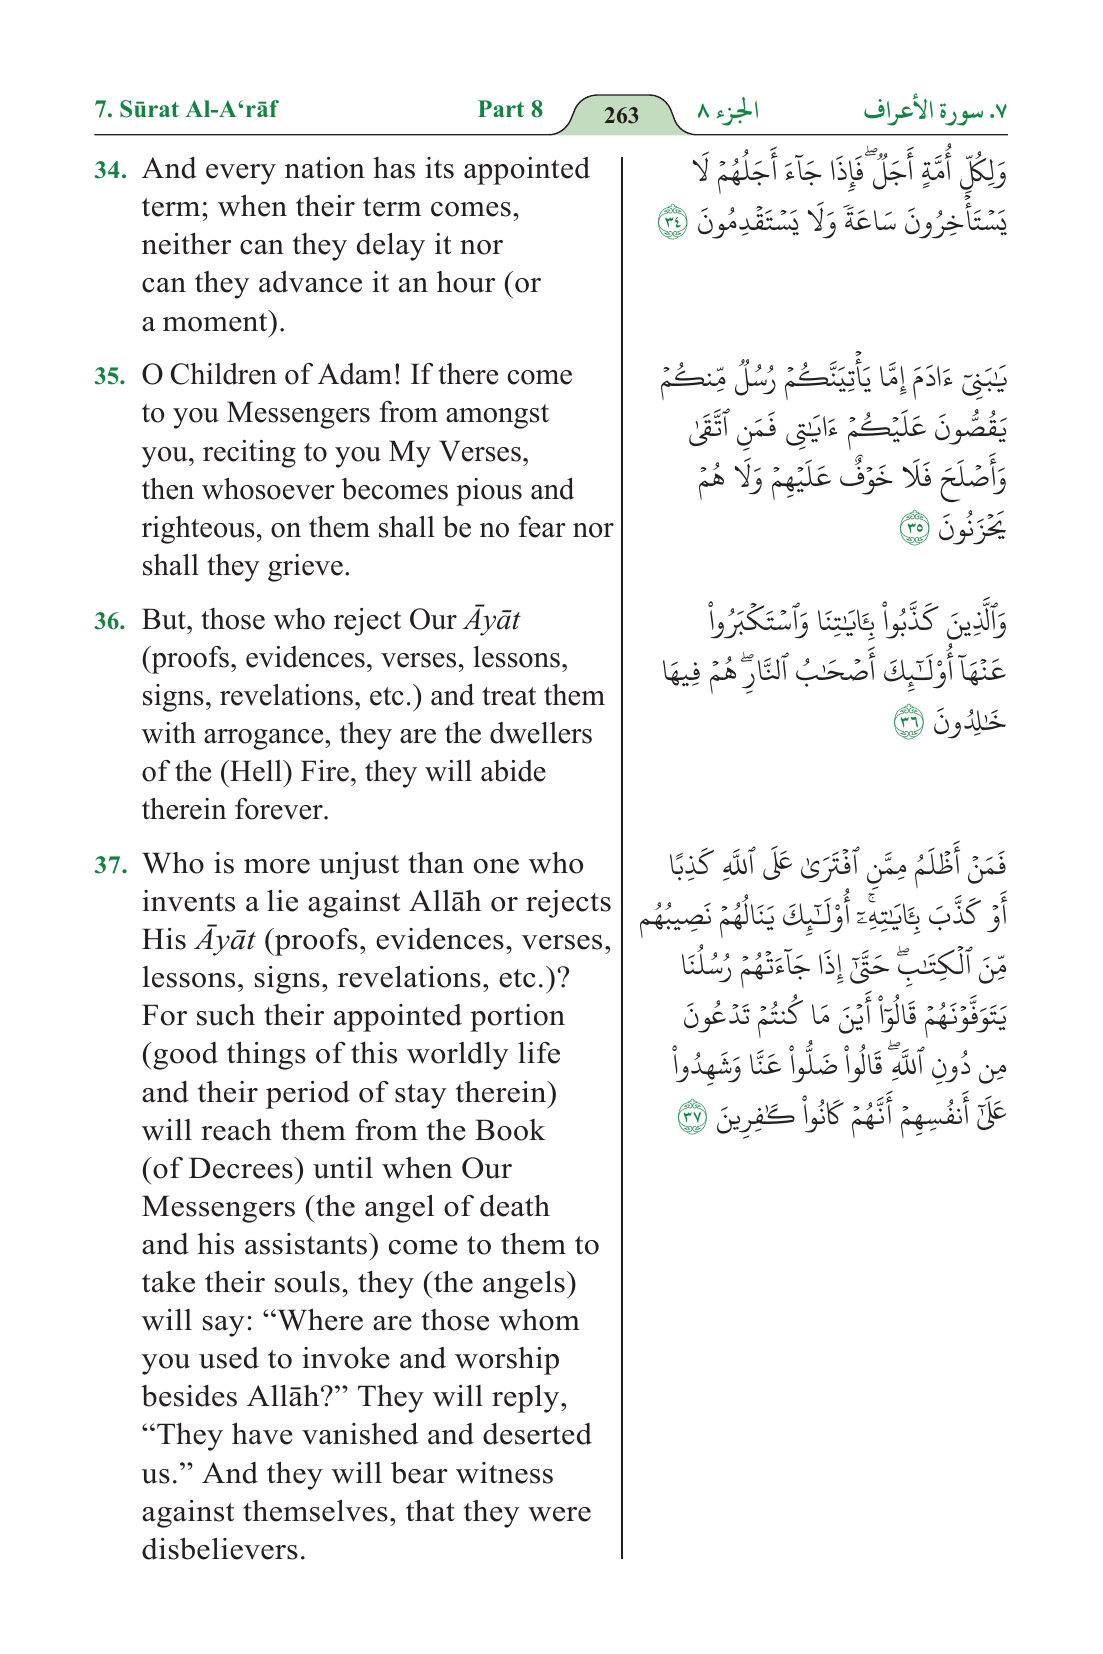 7. Sūrat Al-A‘rāf Part 8 263 الجزء ٨ ٧. سورة الأعراف
34. And every nation has its appointed
term; when their term comes,
neither can they delay it nor
can they advance it an hour (or
a moment).
وَلِكُلِّ أُمَّةٍ أَجَلٌۖ فَإِذَا جَآءَ أَجَلُهُمۡ لَا
يَسۡتَأۡخِرُونَ سَاعَةٗ وَلَا يَسۡتَقۡدِمُونَ ٣٤
35. O Children of Adam! If there come
to you Messengers from amongst
you, reciting to you My Verses,
then whosoever becomes pious and
righteous, on them shall be no fear nor
shall they grieve.
يَٰبَنِيٓ ءَادَمَ إِمَّا يَأۡتِيَنَّكُمۡ رُسُلٞ مِّنكُمۡ
يَقُصُّونَ عَلَيۡكُمۡ ءَايَٰتِي فَمَنِ ٱتَّقَىٰ
وَأَصۡلَحَ فَلَا خَوۡفٌ عَلَيۡهِمۡ وَلَا هُمۡ
يَحۡزَنُونَ ٣٥
36. But, those who reject Our Āyāt
(proofs, evidences, verses, lessons,
signs, revelations, etc.) and treat them
with arrogance, they are the dwellers
of the (Hell) Fire, they will abide
therein forever.
وَٱلَّذِينَ كَذَّبُواْ بِـَٔايَٰتِنَا وَٱسۡتَكۡبَرُواْ
عَنۡهَآ أُوْلَٰٓئِكَ أَصۡحَٰبُ ٱلنَّارِۖ هُمۡ فِيهَا
خَٰلِدُونَ ٣٦
37. Who is more unjust than one who
invents a lie against Allāh or rejects
His Āyāt (proofs, evidences, verses,
lessons, signs, revelations, etc.)?
For such their appointed portion
(good things of this worldly life
and their period of stay therein)
will reach them from the Book
(of Decrees) until when Our
Messengers (the angel of death
and his assistants) come to them to
take their souls, they (the angels)
will say: “Where are those whom
you used to invoke and worship
besides Allāh?” They will reply,
“They have vanished and deserted
us.” And they will bear witness
against themselves, that they were
disbelievers.
فَمَنۡ أَظۡلَمُ مِمَّنِ ٱفۡتَرَىٰ عَلَى ٱللَّهِ كَذِبًا
أَوۡ كَذَّبَ بِـَٔايَٰتِهِۦٓۚ أُوْلَٰٓئِكَ يَنَالُهُمۡ نَصِيبُهُم
مِّنَ ٱلۡكِتَٰبِۖ حَتَّىٰٓ إِذَا جَآءَتۡهُمۡ رُسُلُنَا
يَتَوَفَّوۡنَهُمۡ قَالُوٓاْ أَيۡنَ مَا كُنتُمۡ تَدۡعُونَ
مِن دُونِ ٱللَّهِۖ قَالُواْ ضَلُّواْ عَنَّا وَشَهِدُواْ
عَلَىٰٓ أَنفُسِهِمۡ أَنَّهُمۡ كَانُواْ كَٰفِرِينَ ٣٧